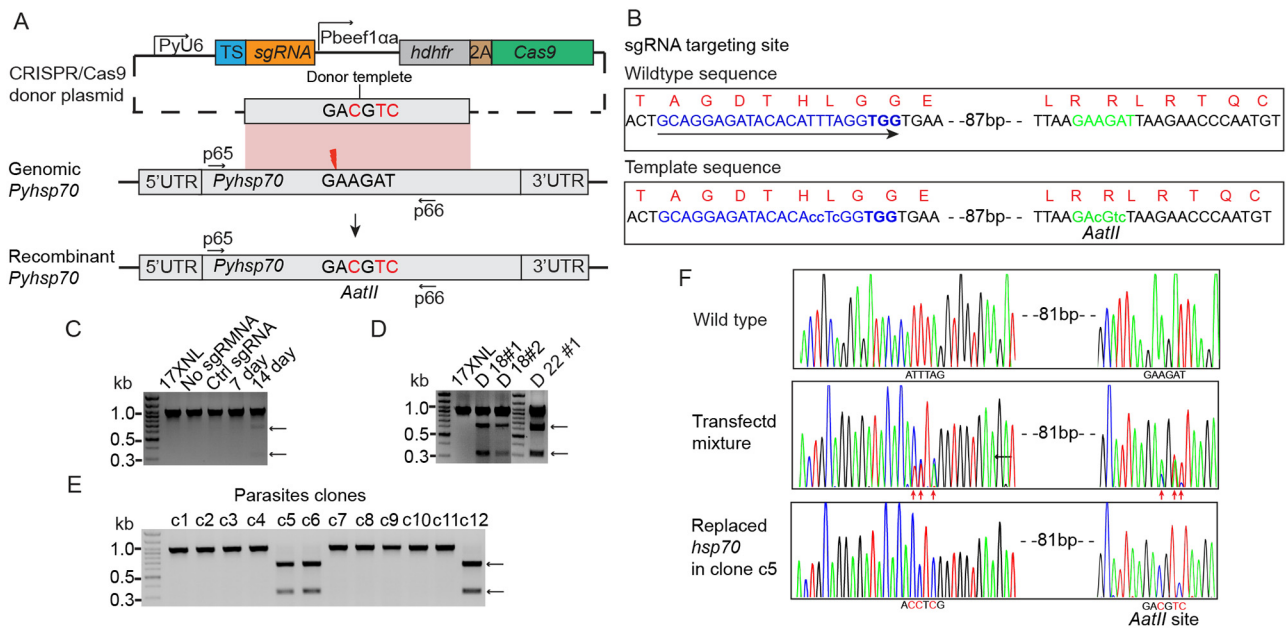 A
PyU6
Pbeef1αa
TS
sgRNA
hdhfr
2A
Cas9
CRISPR/Cas9
donor plasmid
Donor templete
GACGTC
Genomic
Pyhsp70
p65
5'UTR
Pyhsp70
GAAGAT
3'UTR
p66
Recombinant
Pyhsp70
p65
5'UTR
Pyhsp70
GACGTC
3'UTR
AatII
p66
B
sgRNA targeting site
Wildtype sequence
T A G D T H L G G E L R R L R T Q C
ACTGCAGGAGATACACATTTAGGTGGTGAA --87bp-- TTAAGAAGATTAAGAACCCAATGT
Template sequence
T A G D T H L G G E L R R L R T Q C
ACTGCAGGAGATACACAccTcGGTGGTGAA --87bp-- TTAAGAcGtcTAAGAACCCAATGT
AatII
C
17XNL
No sgRMNA
Ctrl sgRNA
7 day
14 day
kb
1.0
0.5
0.3
D
17XNL
D 18#1
D 18#2
D 22 #1
kb
1.0
0.5
0.3
E
Parasites clones
kb
c1 c2 c3 c4 c5 c6 c7 c8 c9 c10 c11 c12
1.0
0.5
0.3
F
Wild type
--81bp--
ATTTAG
GAAGAT
Transfectd
mixture
--81bp--
Replaced
hsp70
in clone c5
--81bp--
ACCTCG
GACGTC
AatII site